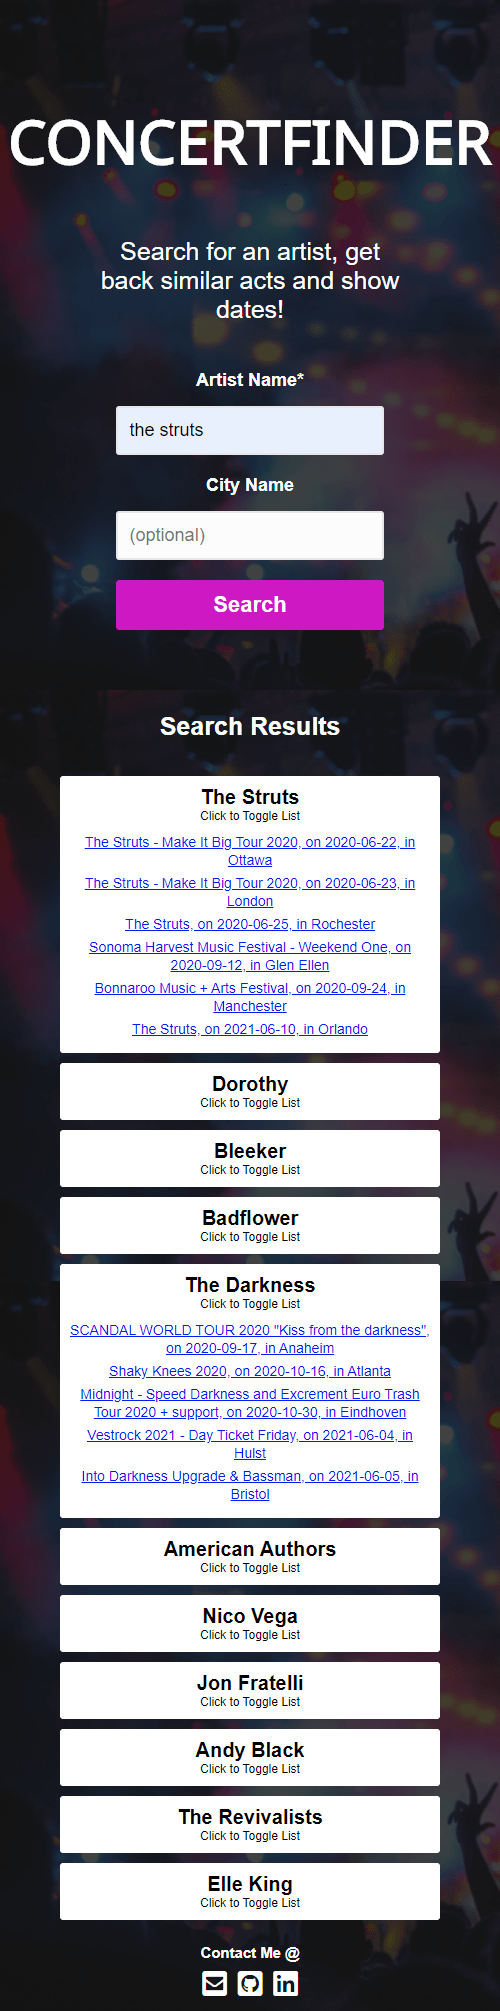 CONCERTFINDER
Search for an artist, get
back similar acts and show
dates!
Artist Name*
the struts
City Name
(optional)
Search
Search Results
The Struts
Click to Toggle List
The Struts - Make It Big Tour 2020, on 2020-06-22, in
Ottawa
The Struts - Make It Big Tour 2020, on 2020-06-23, in
London
The Struts, on 2020-06-25, in Rochester
Sonoma Harvest Music Festival - Weekend One, on
2020-09-12, in Glen Ellen
Bonnaroo Music + Arts Festival, on 2020-09-24, in
Manchester
The Struts, on 2021-06-10, in Orlando
Dorothy
Click to Toggle List
Bleeker
Click to Toggle List
Badflower
Click to Toggle List
The Darkness
Click to Toggle List
SCANDAL WORLD TOUR 2020 "Kiss from the darkness",
on 2020-09-17, in Anaheim
Shaky Knees 2020, on 2020-10-16, in Atlanta
Midnight - Speed Darkness and Excrement Euro Trash
Tour 2020 + support, on 2020-10-30, in Eindhoven
Vestrock 2021 - Day Ticket Friday, on 2021-06-04, in
Hulst
Into Darkness Upgrade & Bassman, on 2021-06-05, in
Bristol
American Authors
Click to Toggle List
Nico Vega
Click to Toggle List
Jon Fratelli
Click to Toggle List
Andy Black
Click to Toggle List
The Revivalists
Click to Toggle List
Elle King
Click to Toggle List
Contact Me @
in